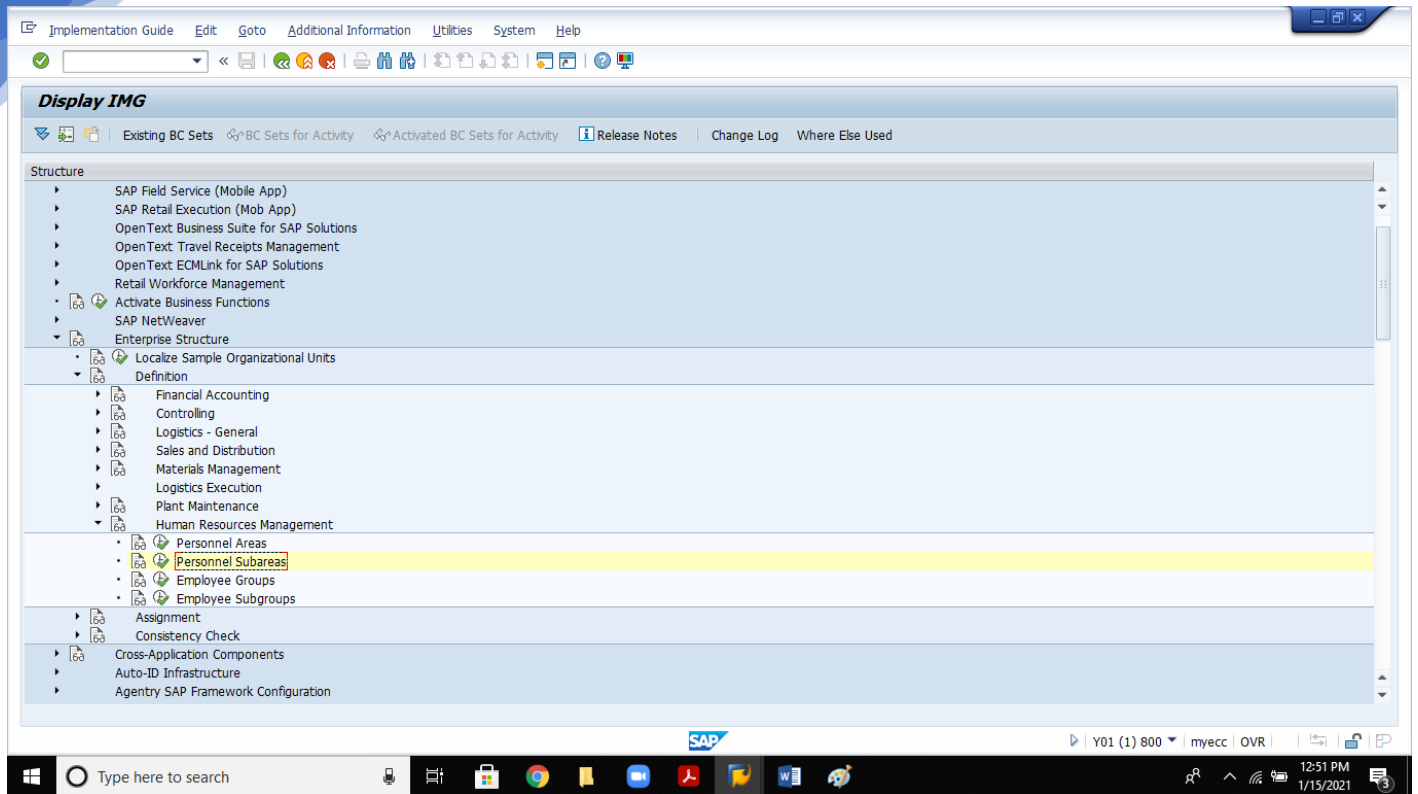 Implementation Guide Edit Goto Additional Information Utilities System Help
Display IMG
Existing BC Sets BC Sets for Activity Activated BC Sets for Activity Release Notes Change Log Where Else Used
Structure
SAP Field Service (Mobile App)
SAP Retail Execution (Mob App)
OpenText Business Suite for SAP Solutions
OpenText Travel Receipts Management
OpenText ECMLink for SAP Solutions
Retail Workforce Management
Activate Business Functions
SAP NetWeaver
Enterprise Structure
Localize Sample Organizational Units
Definition
Financial Accounting
Controlling
Logistics - General
Sales and Distribution
Materials Management
Logistics Execution
Plant Maintenance
Human Resources Management
Personnel Areas
Personnel Subareas
Employee Groups
Employee Subgroups
Assignment
Consistency Check
Cross-Application Components
Auto-ID Infrastructure
Agentry SAP Framework Configuration
SAP Y01 (1) 800 myecc OVR
Type here to search
12:51 PM
1/15/2021
3